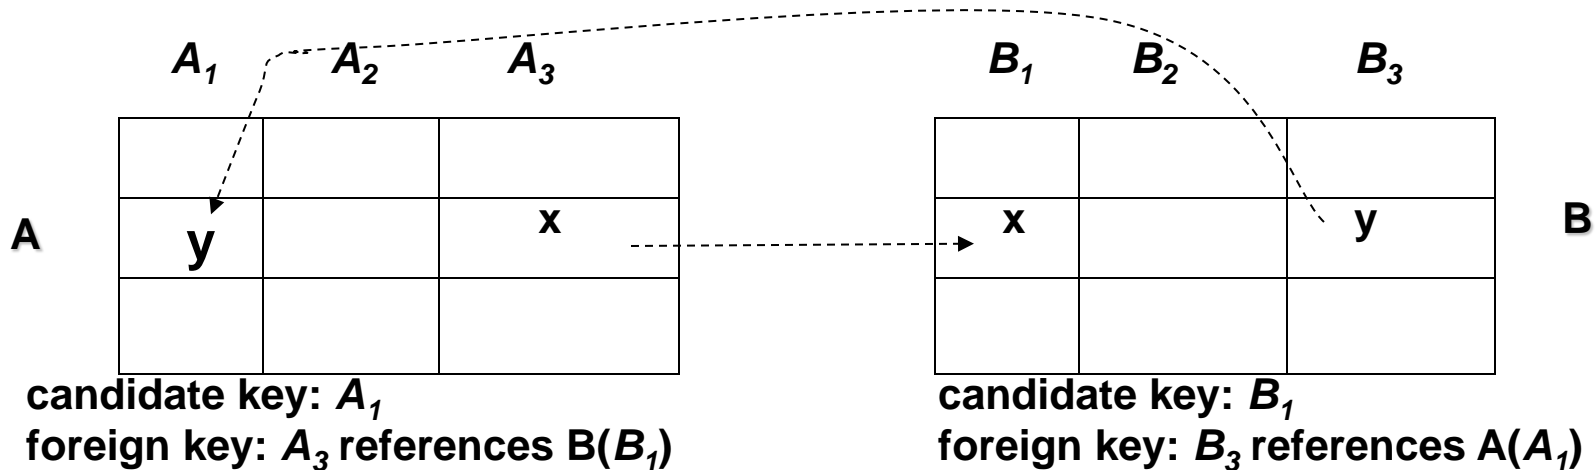 A1 A2 A3 B1 B2 B3
A y x x y B
candidate key: A1 candidate key: B1
foreign key: A3 references B(B1) foreign key: B3 references A(A1)